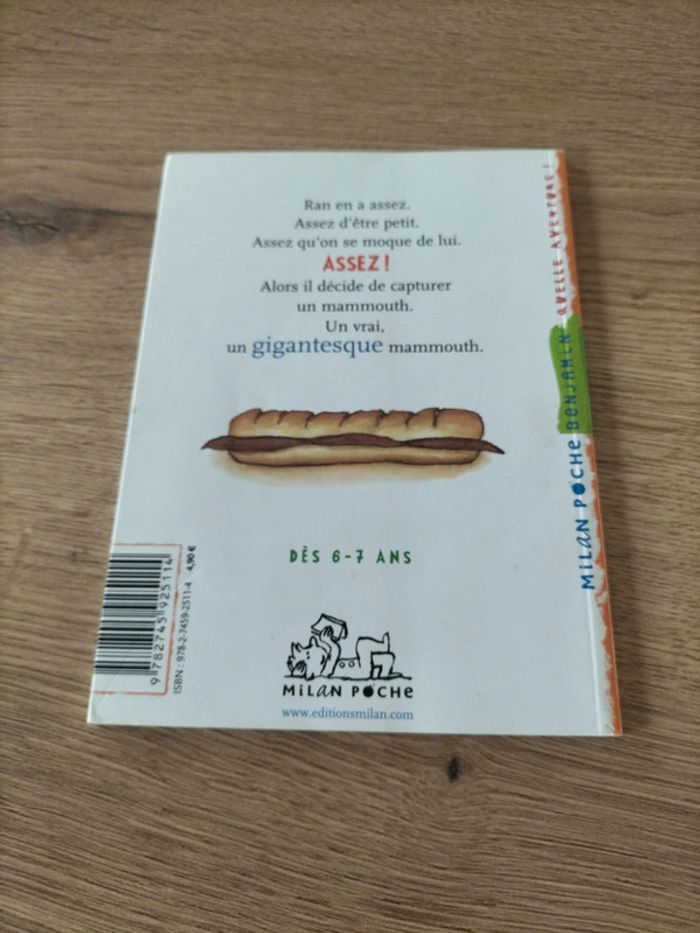 Ran en a assez.
Assez d'être petit.
Assez qu'on se moque de lui.
ASSEZ !
Alors il décide de capturer
un mammouth.
Un vrai,
un gigantesque mammouth.
DÈS 6-7 ANS
MiLAN POCHe
www.editionsmilan.com
9 782745 925114
ISBN : 978-2-7459-2511-4
4,90 €
MiLAN POCHe BENJAMIN QUELLE AVENTURE !